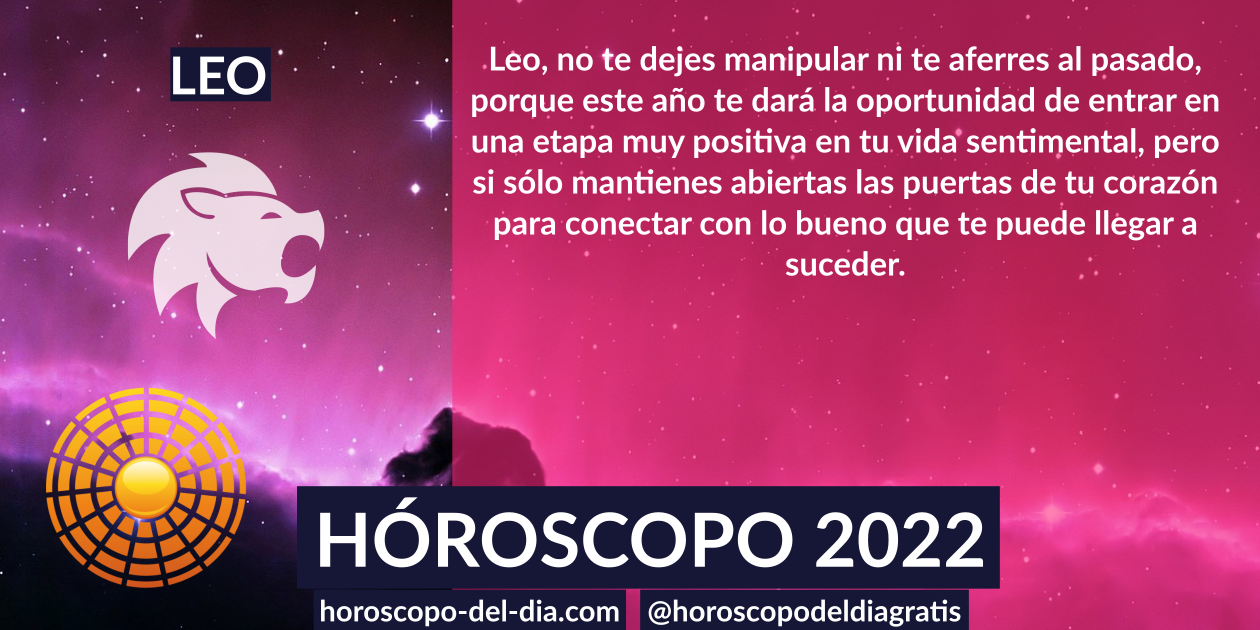 LEO
Leo, no te dejes manipular ni te aferres al pasado,
porque este año te dará la oportunidad de entrar en
una etapa muy positiva en tu vida sentimental, pero
si sólo mantienes abiertas las puertas de tu corazón
para conectar con lo bueno que te puede llegar a
suceder.
HÓROSCOPO 2022
horoscopo-del-dia.com @horoscopodeldiagratis